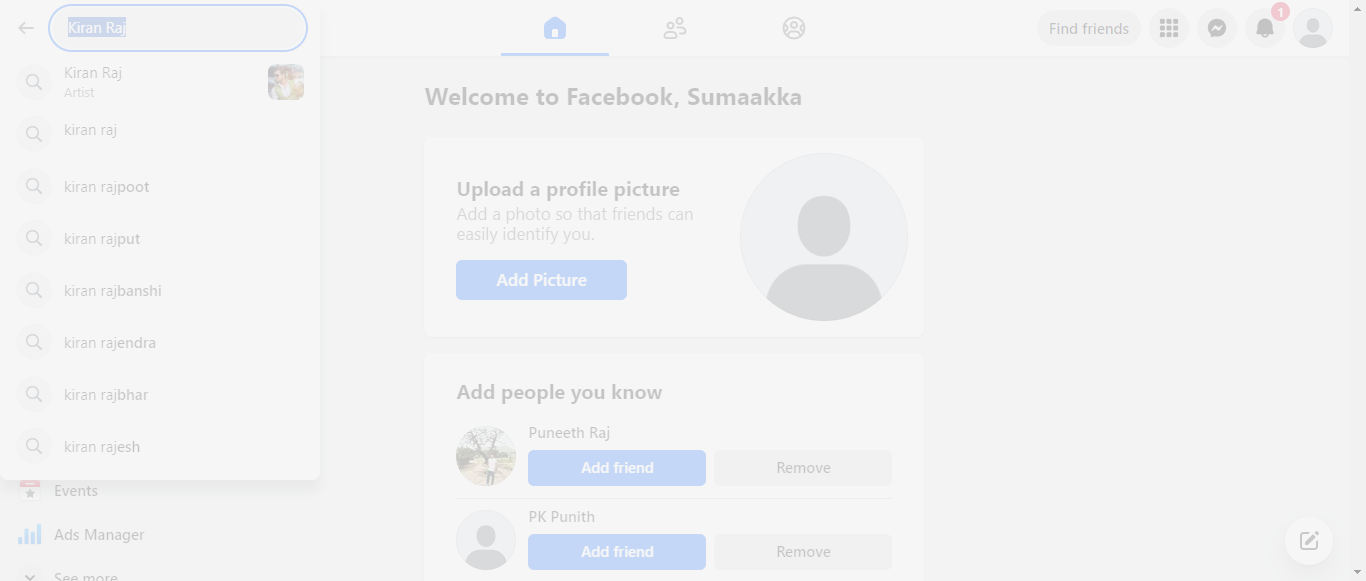 Kiran Raj
Find friends
1
Kiran Raj
Artist
kiran raj
kiran rajpoot
kiran rajput
kiran rajbanshi
kiran rajendra
kiran rajbhar
kiran rajesh
Events
Ads Manager
See more
Welcome to Facebook, Sumaakka
Upload a profile picture
Add a photo so that friends can
easily identify you.
Add Picture
Add people you know
Puneeth Raj
Add friend Remove
PK Punith
Add friend Remove